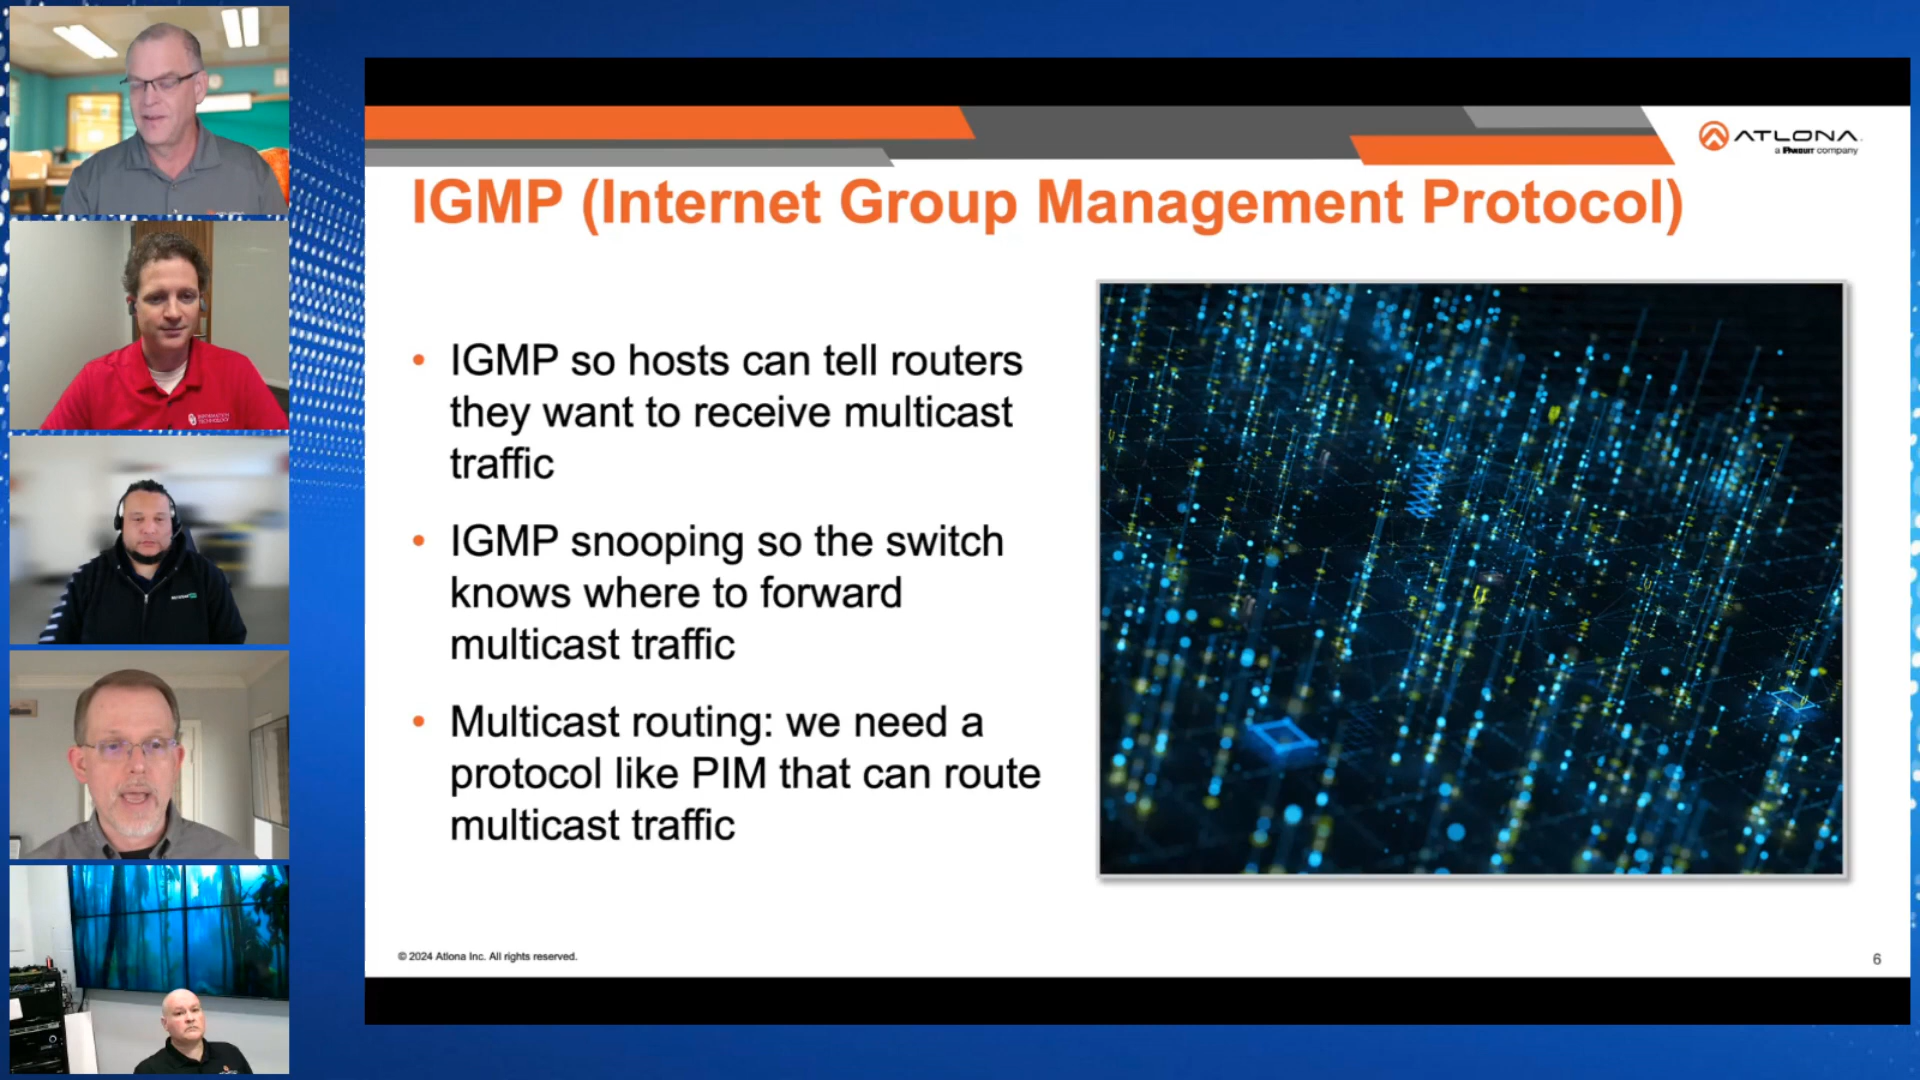 ATLONA
a PANDUIT company
IGMP (Internet Group Management Protocol)
• IGMP so hosts can tell routers
they want to receive multicast
traffic
• IGMP snooping so the switch
knows where to forward
multicast traffic
• Multicast routing: we need a
protocol like PIM that can route
multicast traffic
© 2024 Atlona Inc. All rights reserved.
6
INFORMATION
TECHNOLOGY